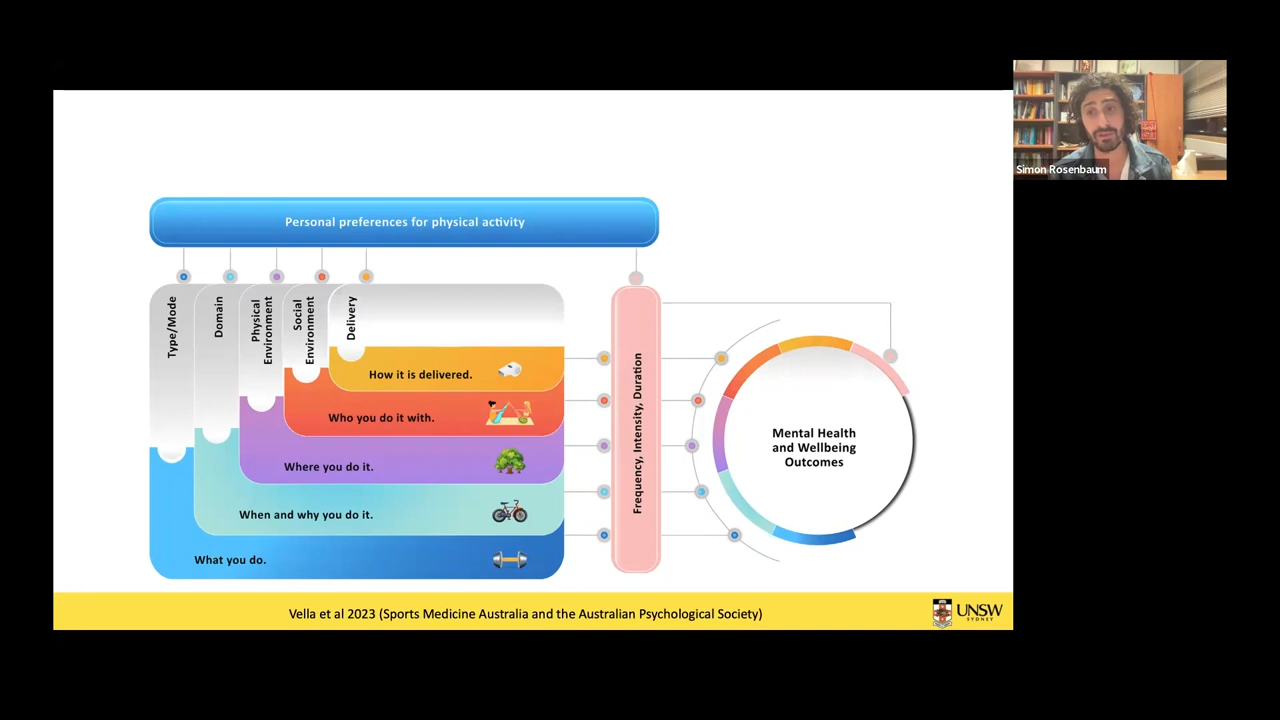 Simon Rosenbaum
Personal preferences for physical activity
Type/Mode
Domain
Physical
Environment
Social
Environment
Delivery
How it is delivered.
Who you do it with.
Where you do it.
When and why you do it.
What you do.
Frequency, Intensity, Duration
Mental Health
and Wellbeing
Outcomes
Vella et al 2023 (Sports Medicine Australia and the Australian Psychological Society)
UNSW
SYDNEY